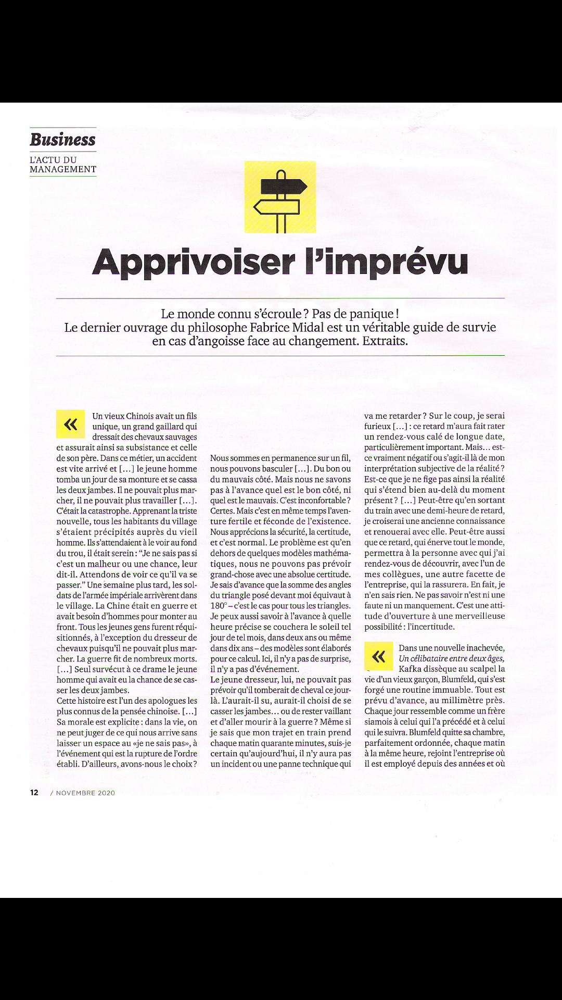 Business
L'ACTU DU
MANAGEMENT
Apprivoiser l'imprévu
Le monde connu s'écroule ? Pas de panique !
Le dernier ouvrage du philosophe Fabrice Midal est un véritable guide de survie
en cas d'angoisse face au changement. Extraits.
« Un vieux Chinois avait un fils
unique, un grand gaillard qui
dressait des chevaux sauvages
et assurait ainsi sa subsistance et celle
de son père. Dans ce métier, un accident
est vite arrivé et […] le jeune homme
tomba un jour de sa monture et se cassa
les deux jambes. Il ne pouvait plus mar-
cher, il ne pouvait plus travailler […].
C'était la catastrophe. Apprenant la triste
nouvelle, tous les habitants du village
s'étaient précipités auprès du vieil
homme. Ils s'attendaient à le voir au fond
du trou, il était serein : “Je ne sais pas si
c'est un malheur ou une chance, leur
dit-il. Attendons de voir ce qu'il va se
passer.” Une semaine plus tard, les sol-
dats de l'armée impériale arrivèrent dans
le village. La Chine était en guerre et
avait besoin d'hommes pour monter au
front. Tous les jeunes gens furent réqui-
sitionnés, à l'exception du dresseur de
chevaux puisqu'il ne pouvait plus mar-
cher. La guerre fit de nombreux morts.
[…] Seul survécut à ce drame le jeune
homme qui avait eu la chance de se cas-
ser les deux jambes.
Cette histoire est l'un des apologues les
plus connus de la pensée chinoise. […]
Sa morale est explicite : dans la vie, on
ne peut juger de ce qui nous arrive sans
laisser un espace au «je ne sais pas», à
l'événement qui est la rupture de l'ordre
établi. D'ailleurs, avons-nous le choix ?
Nous sommes en permanence sur un fil,
nous pouvons basculer […]. Du bon ou
du mauvais côté. Mais nous ne savons
pas à l'avance quel est le bon côté, ni
quel est le mauvais. C'est inconfortable ?
Certes. Mais c'est en même temps l'aven-
ture fertile et féconde de l'existence.
Nous apprécions la sécurité, la certitude,
et c'est normal. Le problème est qu'en
dehors de quelques modèles mathéma-
tiques, nous ne pouvons pas prévoir
grand-chose avec une absolue certitude.
Je sais d'avance que la somme des angles
du triangle posé devant moi équivaut à
180° – c'est le cas pour tous les triangles.
Je peux aussi savoir à l'avance à quelle
heure précise se couchera le soleil tel
jour de tel mois, dans deux ans ou même
dans dix ans – des modèles sont élaborés
pour ce calcul. Ici, il n'y a pas de surprise,
il n'y a pas d'événement.
Le jeune dresseur, lui, ne pouvait pas
prévoir qu'il tomberait de cheval ce jour-
là. L'aurait-il su, aurait-il choisi de se
casser les jambes… ou de rester vaillant
et d'aller mourir à la guerre ? Même si
je sais que mon trajet en train prend
chaque matin quarante minutes, suis-je
certain qu'aujourd'hui, il n'y aura pas
un incident ou une panne technique qui
va me retarder ? Sur le coup, je serai
furieux […] : ce retard m'aura fait rater
un rendez-vous calé de longue date,
particulièrement important. Mais… est-
ce vraiment négatif ou s'agit-il là de mon
interprétation subjective de la réalité ?
Est-ce que je ne fige pas ainsi la réalité
qui s'étend bien au-delà du moment
présent ? […] Peut-être qu'en sortant
du train avec une demi-heure de retard,
je croiserai une ancienne connaissance
et renouerai avec elle. Peut-être aussi
que ce retard, qui énerve tout le monde,
permettra à la personne avec qui j'ai
rendez-vous de découvrir, avec l'un de
mes collègues, une autre facette de
l'entreprise, qui la rassurera. En fait, je
n'en sais rien. Ne pas savoir n'est ni une
faute ni un manquement. C'est une atti-
tude d'ouverture à une merveilleuse
possibilité : l'incertitude.
« Dans une nouvelle inachevée,
Un célibataire entre deux âges,
Kafka dissèque au scalpel la
vie d'un vieux garçon, Blumfeld, qui s'est
forgé une routine immuable. Tout est
prévu d'avance, au millimètre près.
Chaque jour ressemble comme un frère
siamois à celui qui l'a précédé et à celui
qui le suivra. Blumfeld quitte sa chambre,
parfaitement ordonnée, chaque matin
à la même heure, rejoint l'entreprise où
il est employé depuis des années et où
12 / NOVEMBRE 2020